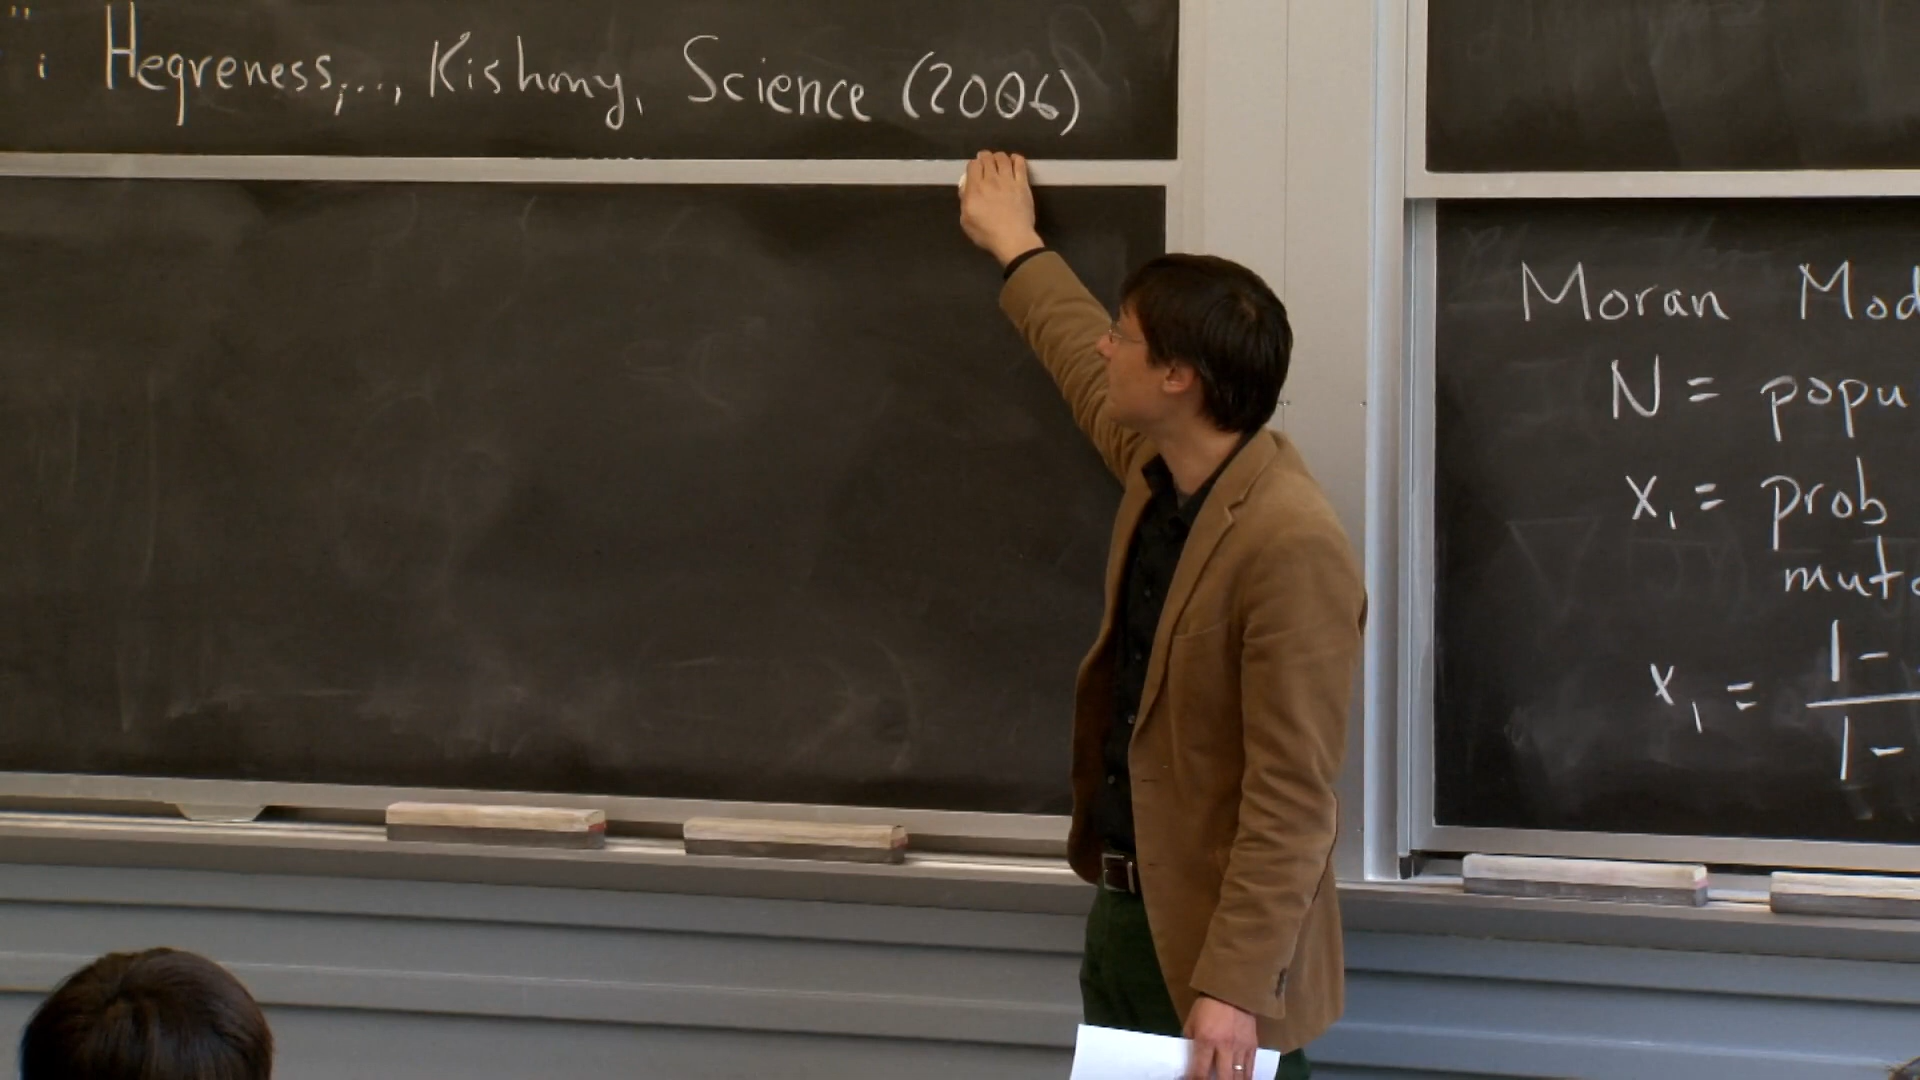 ": Hegreness,..., Kishony, Science (2006)
Moran Mod
N = popu
x₁ = prob
muta
x₁ = 1-
1-